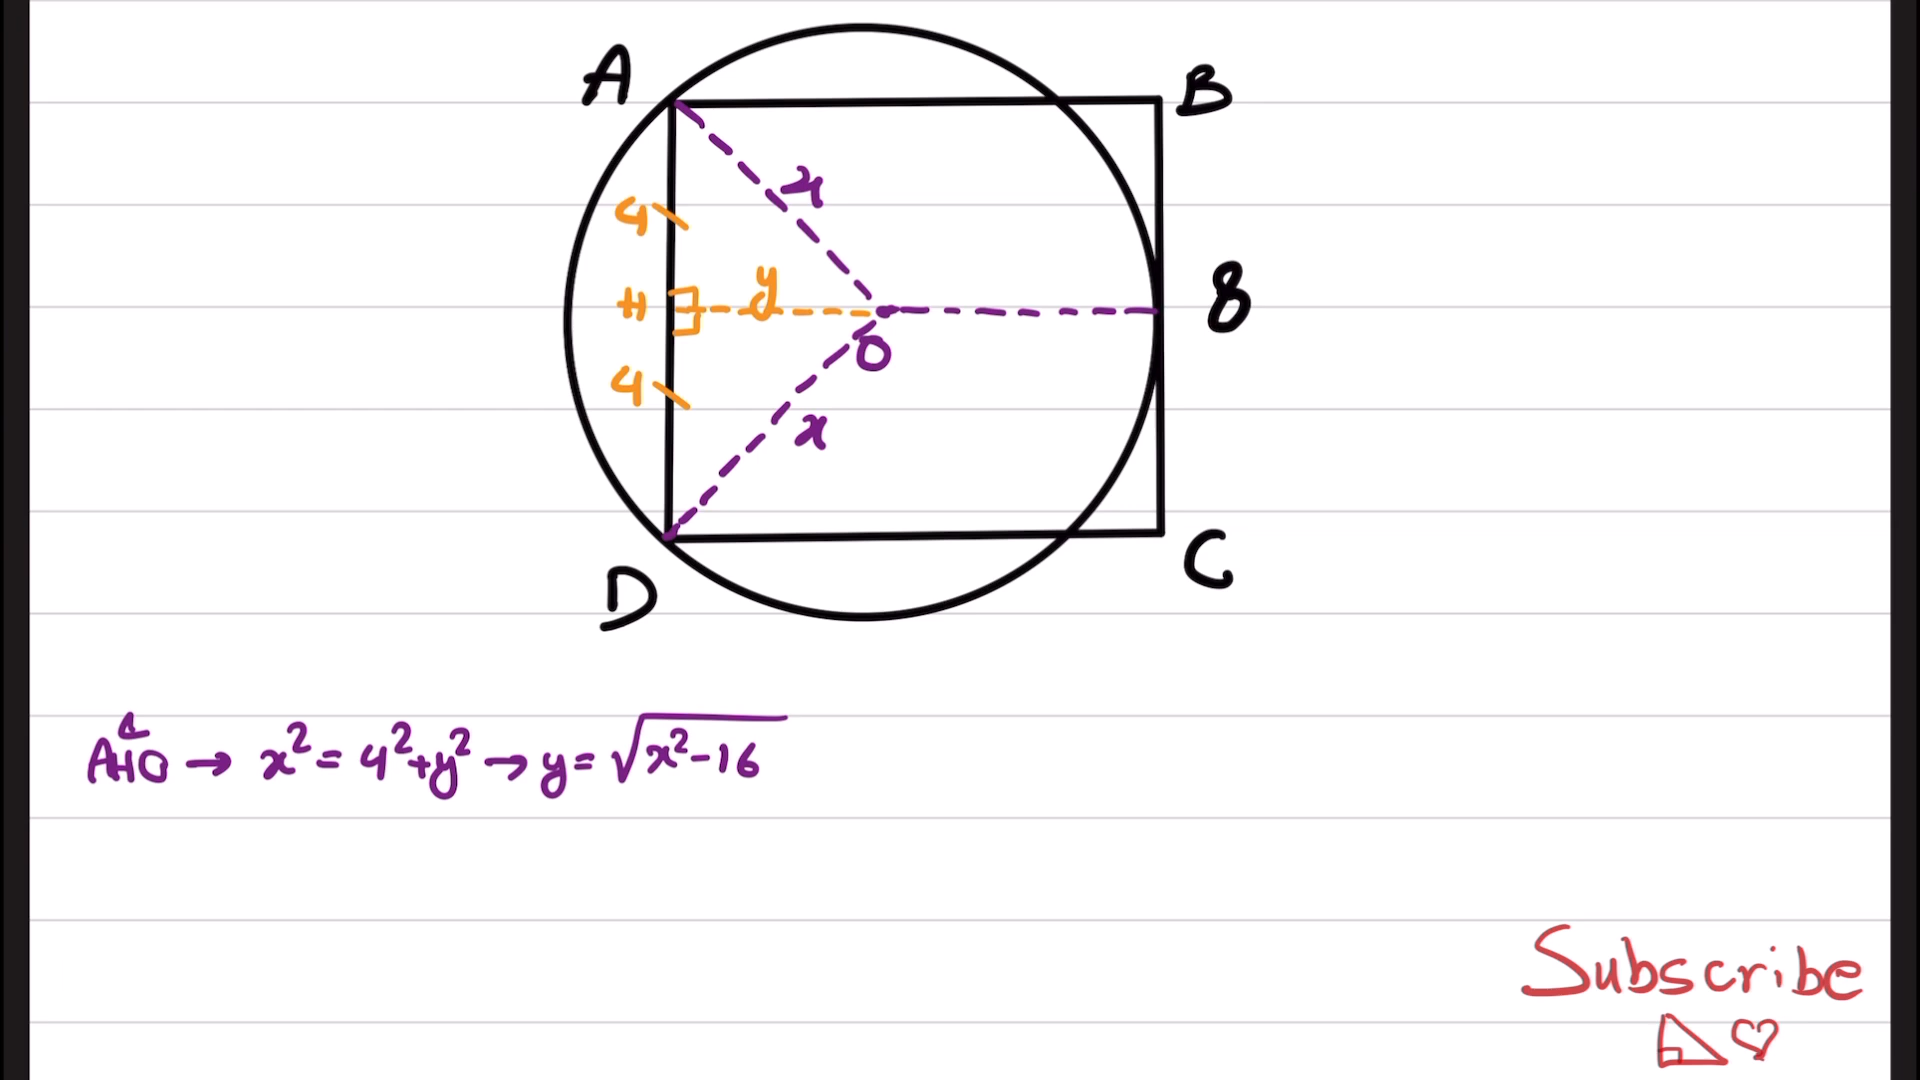 A
B
x
4
y
H
8
O
4
x
C
D
AHO → x² = 4² + y² → y = √x² - 16
Subscribe